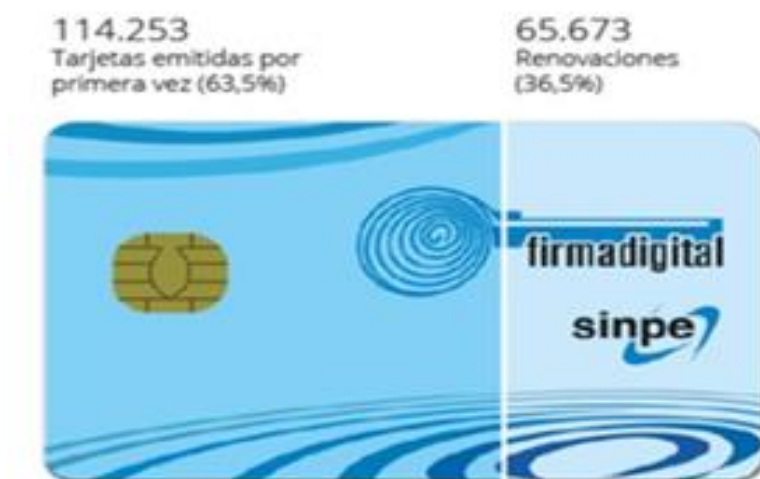 114.253
Tarjetas emitidas por
primera vez (63,5%)
65.673
Renovaciones
(36,5%)
firmadigital
sinpe